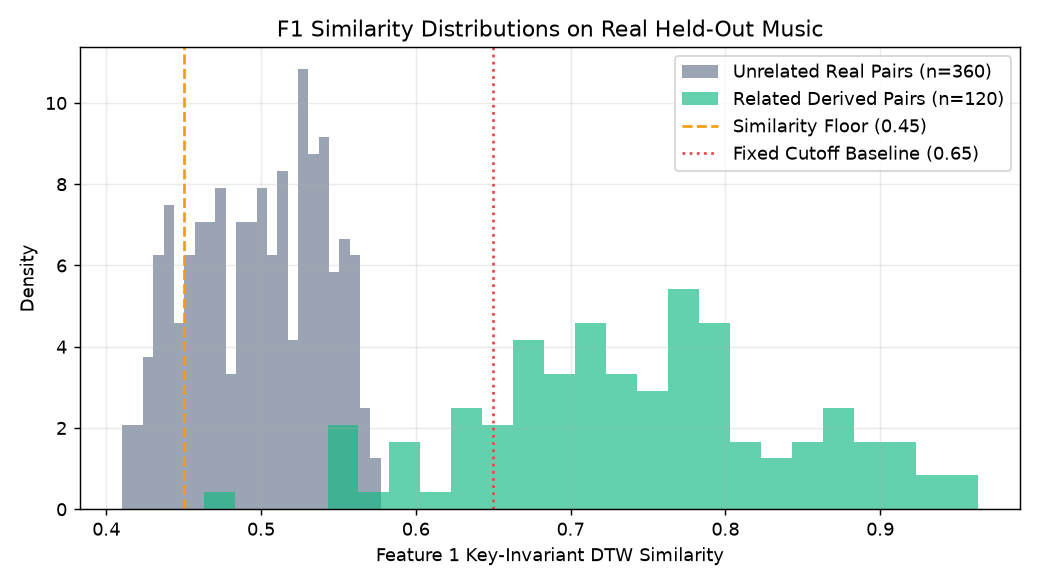 F1 Similarity Distributions on Real Held-Out Music
Unrelated Real Pairs (n=360)
Related Derived Pairs (n=120)
Similarity Floor (0.45)
Fixed Cutoff Baseline (0.65)
Density
10
8
6
4
2
0
0.4 0.5 0.6 0.7 0.8 0.9
Feature 1 Key-Invariant DTW Similarity